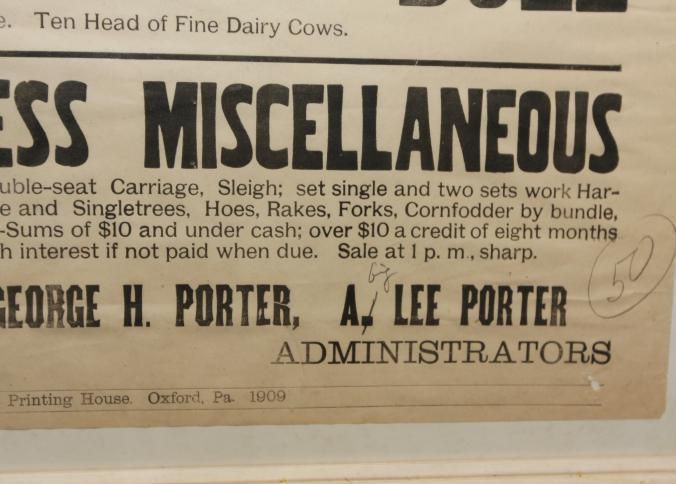 e. Ten Head of Fine Dairy Cows.
ESS MISCELLANEOUS
uble-seat Carriage, Sleigh; set single and two sets work Har-
e and Singletrees, Hoes, Rakes, Forks, Cornfodder by bundle,
-Sums of $10 and under cash; over $10 a credit of eight months
h interest if not paid when due. Sale at 1 p. m., sharp.
50
GEORGE H. PORTER, A. LEE PORTER
ADMINISTRATORS
Printing House. Oxford, Pa. 1909